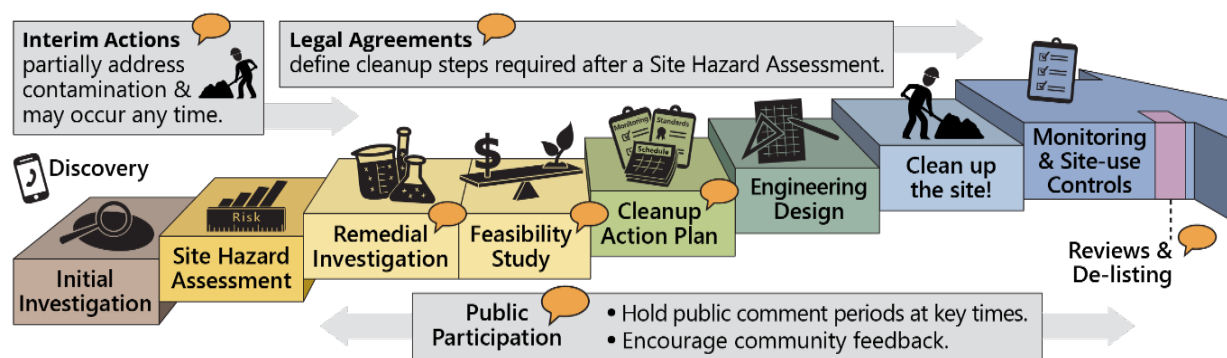 Interim Actions
partially address
contamination &
may occur any time.
Legal Agreements
define cleanup steps required after a Site Hazard Assessment.
Discovery
Initial
Investigation
Risk
Site Hazard
Assessment
Remedial
Investigation
$
Feasibility
Study
Monitoring
Standards
Schedule
Cleanup
Action Plan
Engineering
Design
Clean up
the site!
Monitoring
& Site-use
Controls
Reviews &
De-listing
Public
Participation
• Hold public comment periods at key times.
• Encourage community feedback.